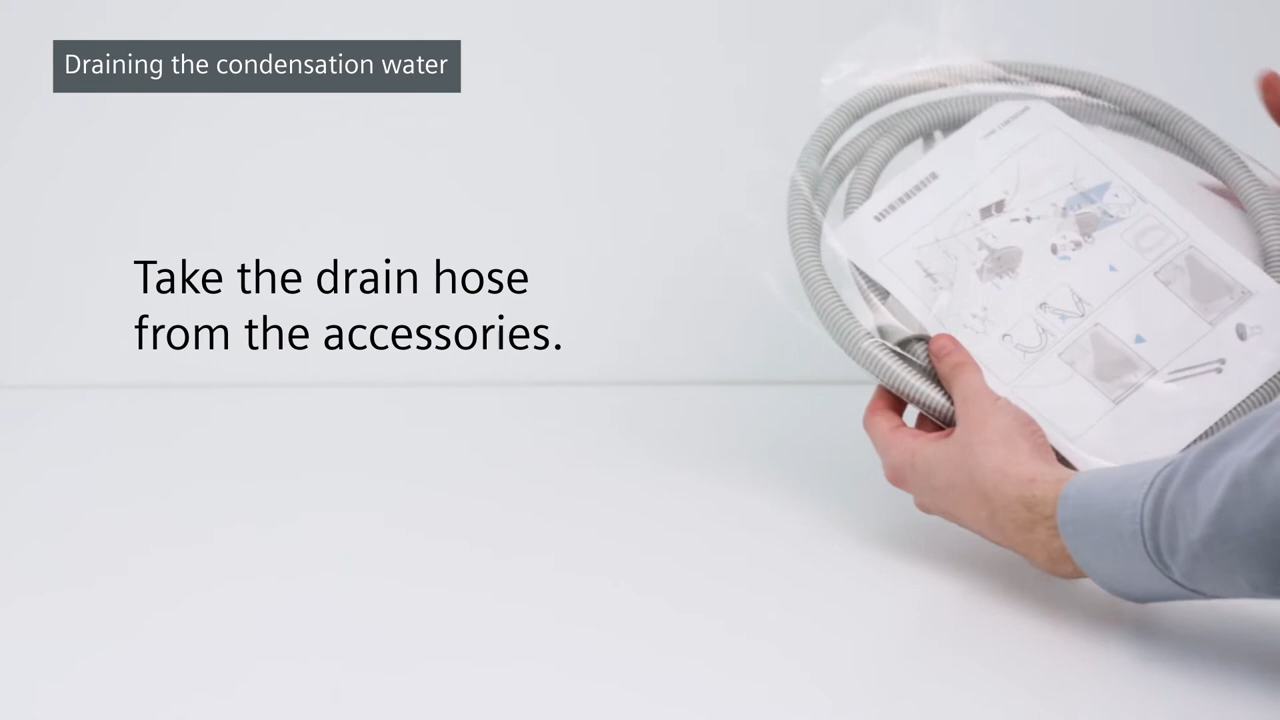 Draining the condensation water
Take the drain hose
from the accessories.